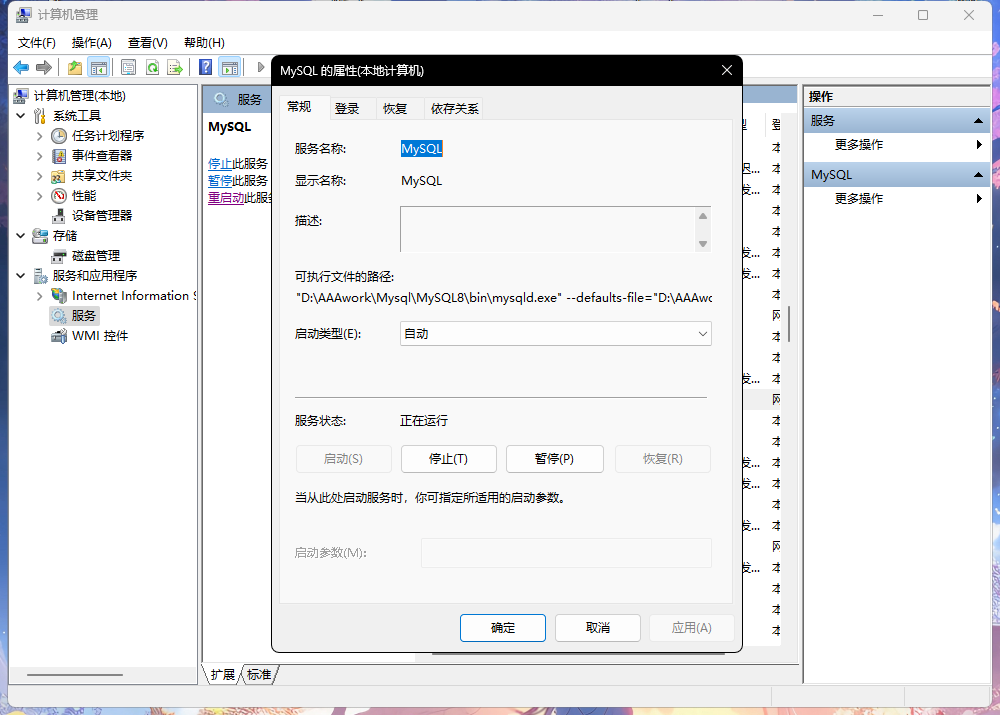 计算机管理
文件(F) 操作(A) 查看(V) 帮助(H)
计算机管理(本地)
系统工具
任务计划程序
事件查看器
共享文件夹
性能
设备管理器
存储
磁盘管理
服务和应用程序
Internet Information S
服务
WMI 控件
服务
MySQL
停止此服务
暂停此服务
重启动此服
扩展 标准
MySQL 的属性(本地计算机)
常规 登录 恢复 依存关系
服务名称: MySQL
显示名称: MySQL
描述:
可执行文件的路径:
"D:\AAAwork\Mysql\MySQL8\bin\mysqld.exe" --defaults-file="D:\AAAwo
启动类型(E): 自动
服务状态: 正在运行
启动(S) 停止(T) 暂停(P) 恢复(R)
当从此处启动服务时，你可指定所适用的启动参数。
启动参数(M):
确定 取消 应用(A)
操作
服务
更多操作
MySQL
更多操作